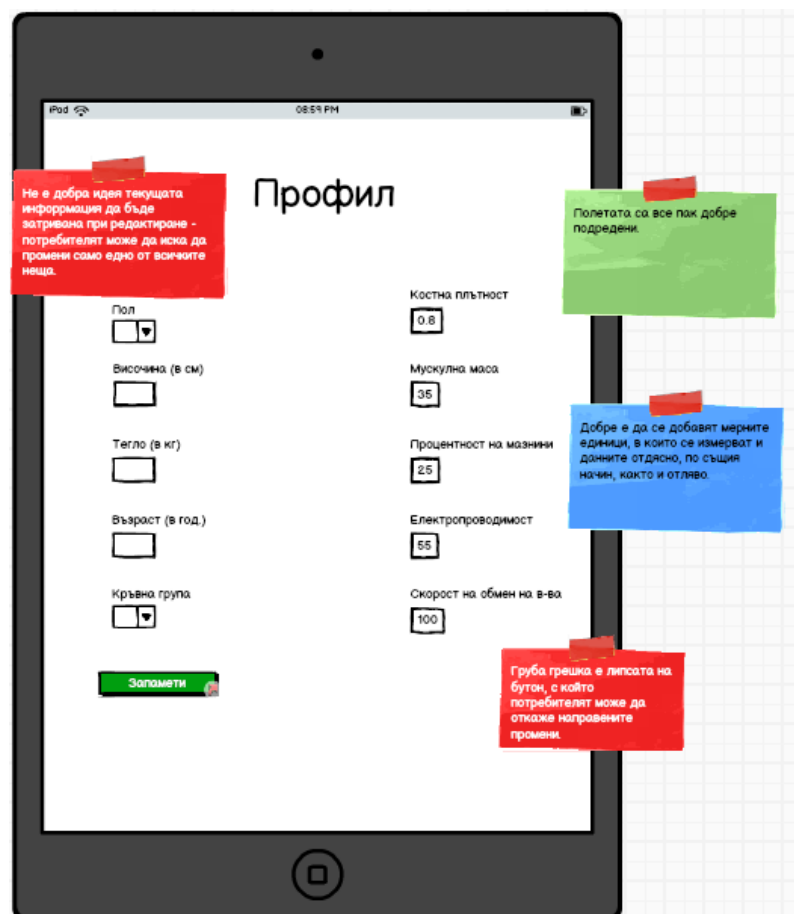 iPod
08:59 PM
Профил
Не е добра идея текущата
инфоррмация да бъде
затривана при редактиране -
потребителят може да иска да
промени само едно от всичките
неща.
Полетата са все пак добре
подредени.
Пол
Височина (в см)
Тегло (в кг)
Възраст (в год.)
Кръвна група
Запамети
Костна плътност
0.8
Мускулна маса
35
Процентност на мазнини
25
Електропроводимост
55
Скорост на обмен на в-ва
100
Добре е да се добавят мерните
единици, в които се измерват и
данните отдясно, по същия
начин, както и отляво.
Груба грешка е липсата на
бутон, с който
потребителят може да
откаже направените
промени.